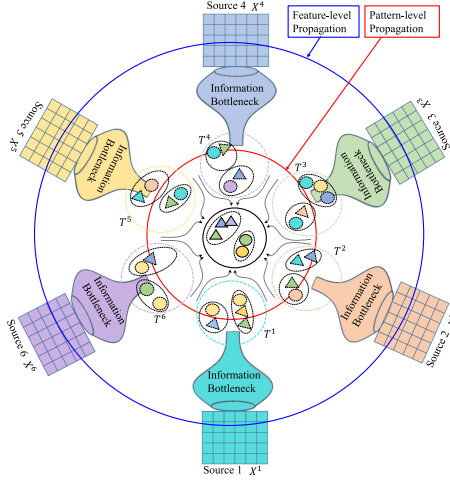 Source 4 X⁴
Feature-level
Propagation
Pattern-level
Propagation
Information
Bottleneck
Source 5 X⁵
Information
Bottleneck
Source 3 X³
Information
Bottleneck
T⁴
T³
T⁵
T²
T⁶
T¹
Source 6 X⁶
Information
Bottleneck
Information
Bottleneck
Source 2
Information
Bottleneck
Source 1 X¹